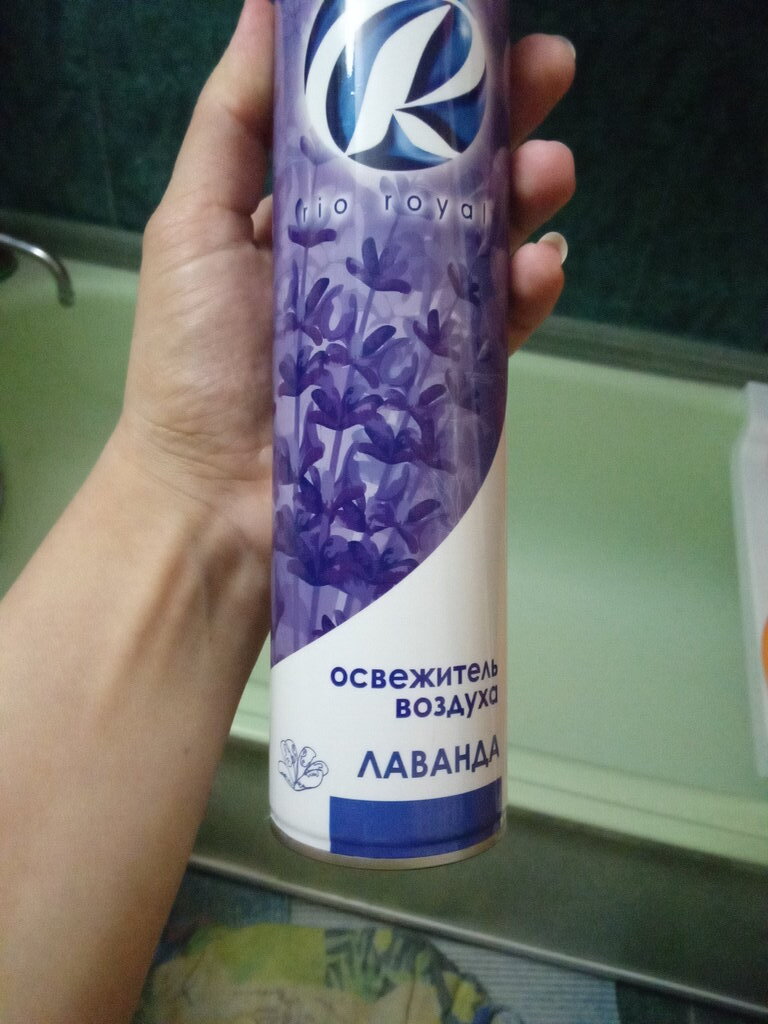 rio royal
освежитель
воздуха
ЛАВАНДА